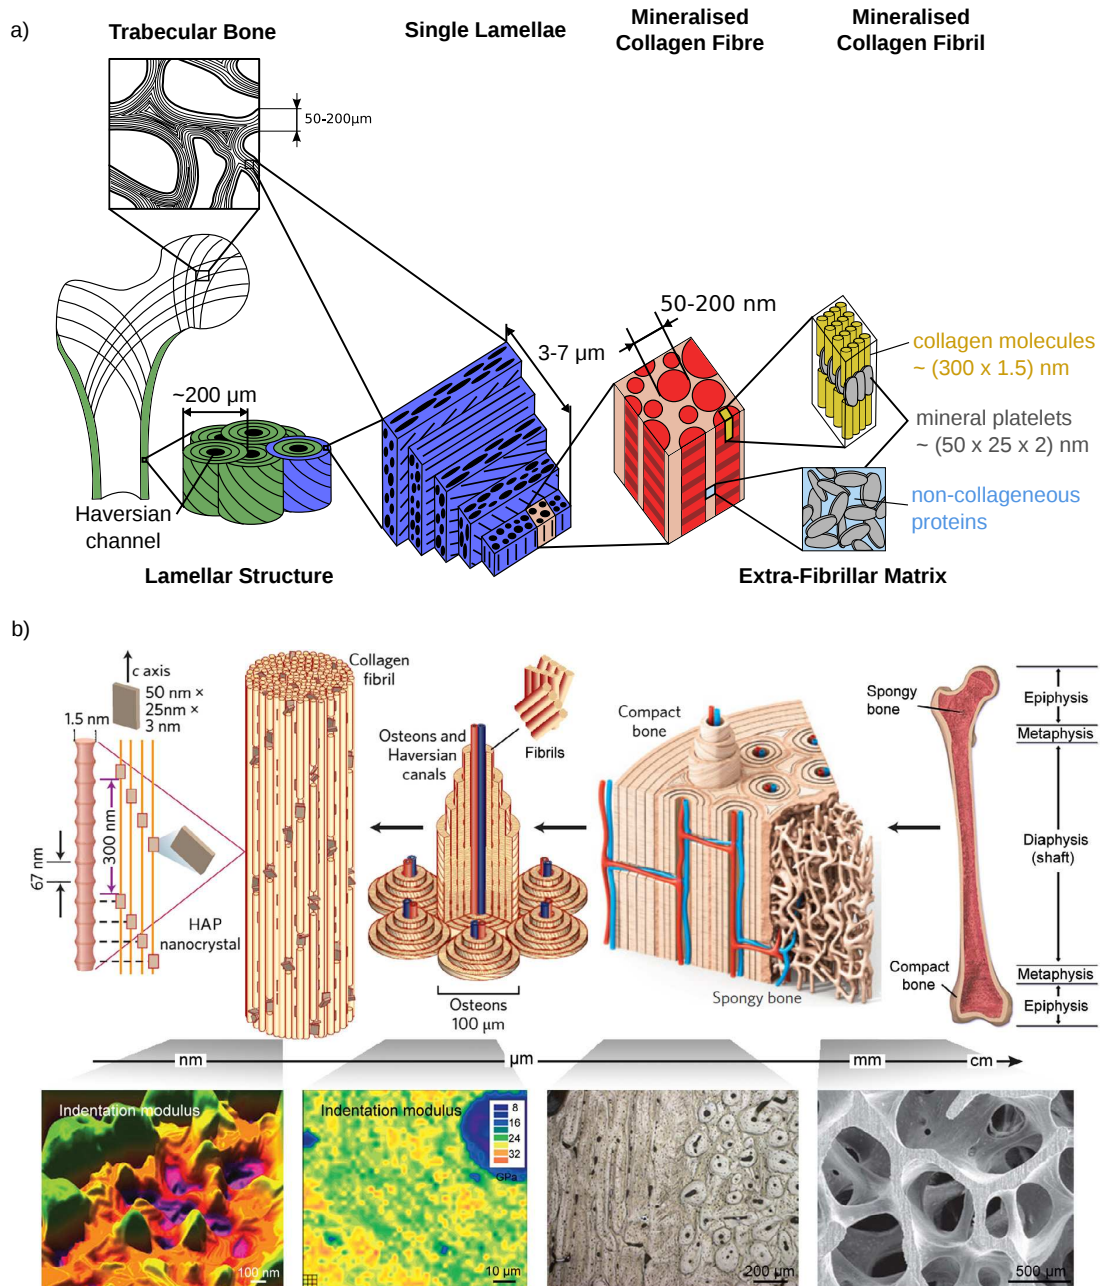 a)
Trabecular Bone
Single Lamellae
Mineralised
Collagen Fibre
Mineralised
Collagen Fibril
50-200µm
50-200 nm
3-7 µm
collagen molecules
~ (300 x 1.5) nm
mineral platelets
~ (50 x 25 x 2) nm
non-collageneous
proteins
~200 µm
Haversian
channel
Lamellar Structure
Extra-Fibrillar Matrix
b)
c axis
50 nm ×
25nm ×
3 nm
1.5 nm
300 nm
67 nm
HAP
nanocrystal
Collagen
fibril
Osteons and
Haversian
canals
Fibrils
Osteons
100 µm
Compact
bone
Spongy bone
Spongy
bone
Compact
bone
Epiphysis
Metaphysis
Diaphysis
(shaft)
Metaphysis
Epiphysis
nm
µm
mm
cm
Indentation modulus
100 nm
Indentation modulus
8
16
24
32
GPa
10 µm
200 µm
500 µm